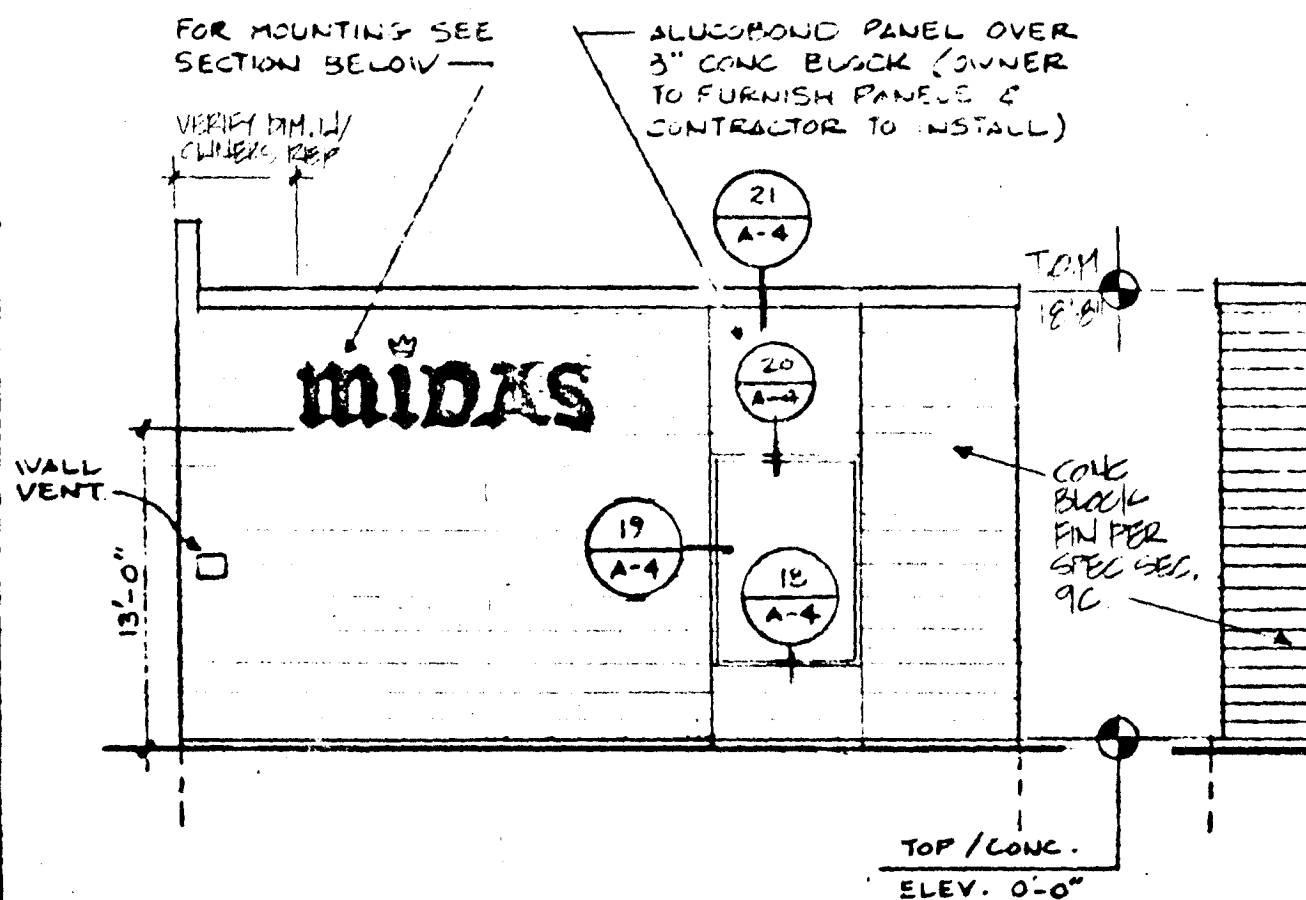 FOR MOUNTING SEE
SECTION BELOW
ALUCOBOND PANEL OVER
3" CONC BLOCK (OWNER
TO FURNISH PANELS &
CONTRACTOR TO INSTALL)
VERIFY DIM. W/
OWNERS REP
21
A-4
T.O.M
18'8"
20
A-4
MiDAS
WALL
VENT
19
A-4
18
A-4
CONC
BLOCK
FIN PER
SPEC SEC.
9C
13'-0"
TOP / CONC.
ELEV. 0'-0"